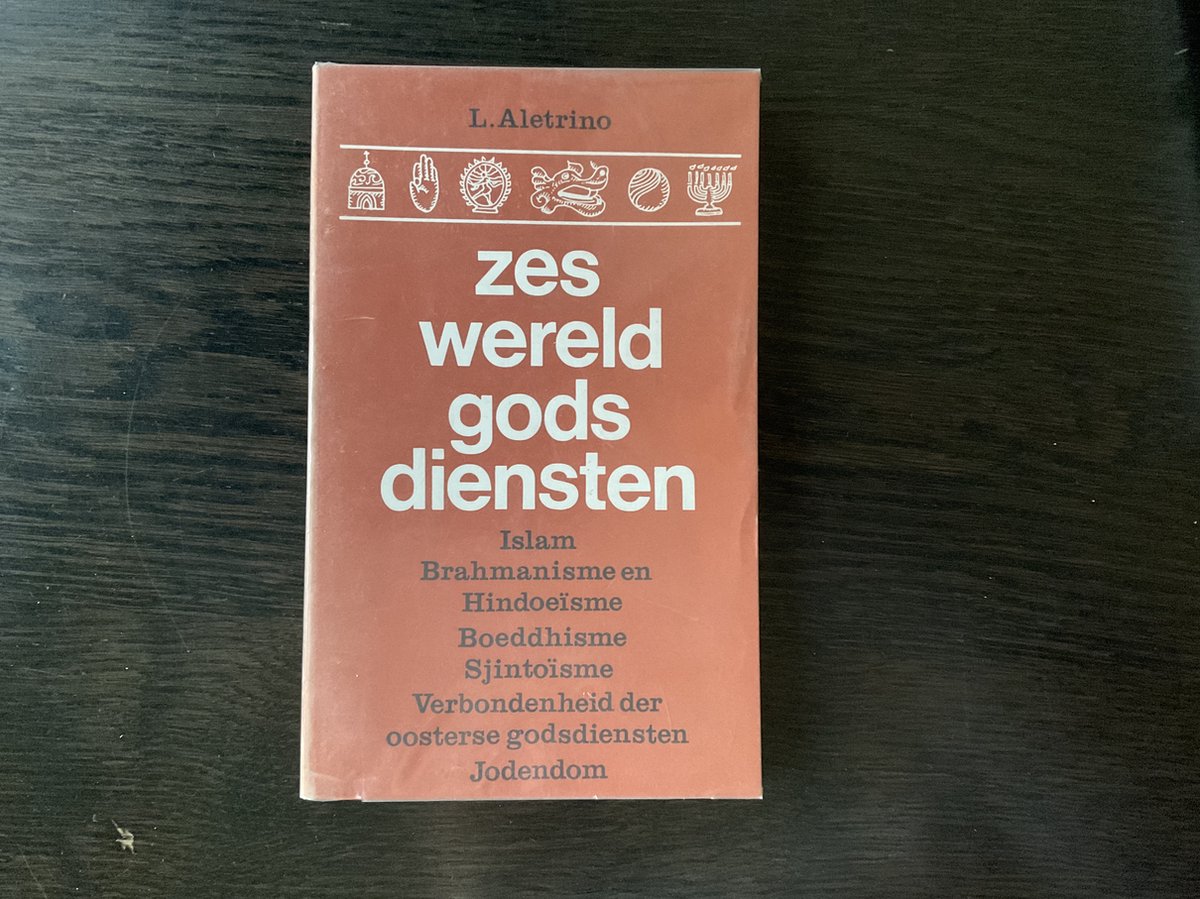 L. Aletrino
zes
wereld
gods
diensten
Islam
Brahmanisme en
Hindoeïsme
Boeddhisme
Sjintoïsme
Verbondenheid der
oosterse godsdiensten
Jodendom